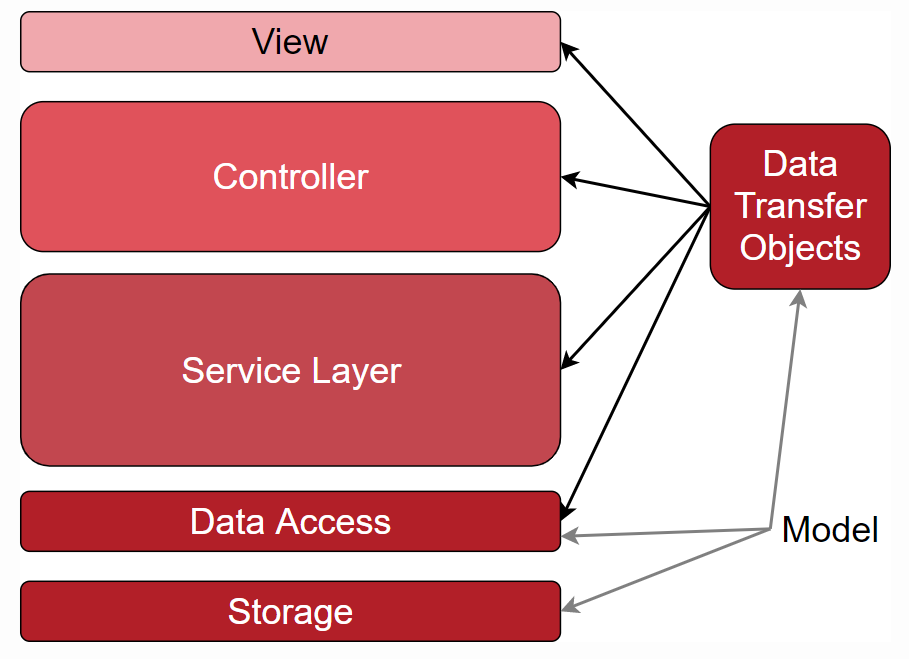 View
Controller
Data
Transfer
Objects
Service Layer
Data Access
Model
Storage